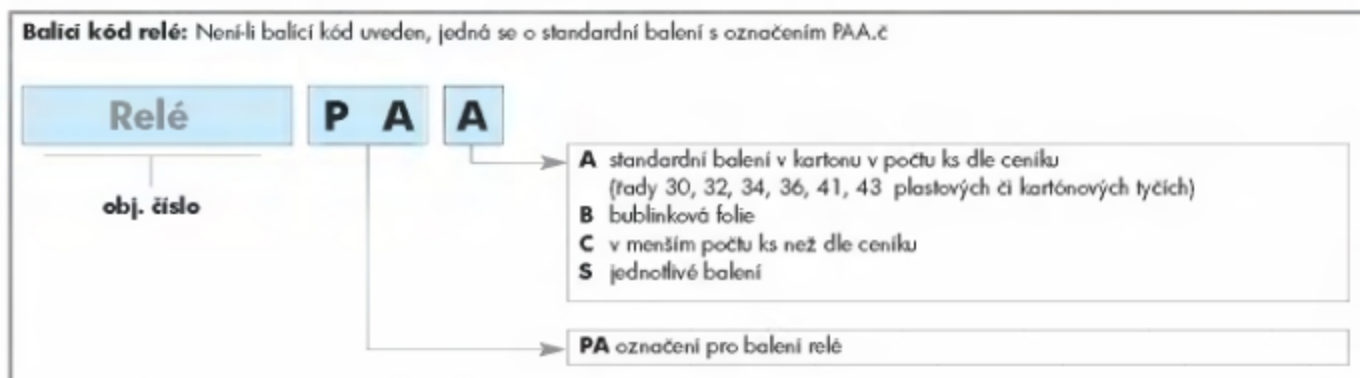 Balicí kód relé: Není-li balící kód uveden, jedná se o standardní balení s označením PAA.č
Relé P A A
A standardní balení v kartonu v počtu ks dle ceníku
(řady 30, 32, 34, 36, 41, 43 plastových či kartónových tyčích)
obj. číslo
B bublinková folie
C v menším počtu ks než dle ceníku
S jednotlivé balení
PA označení pro balení relé